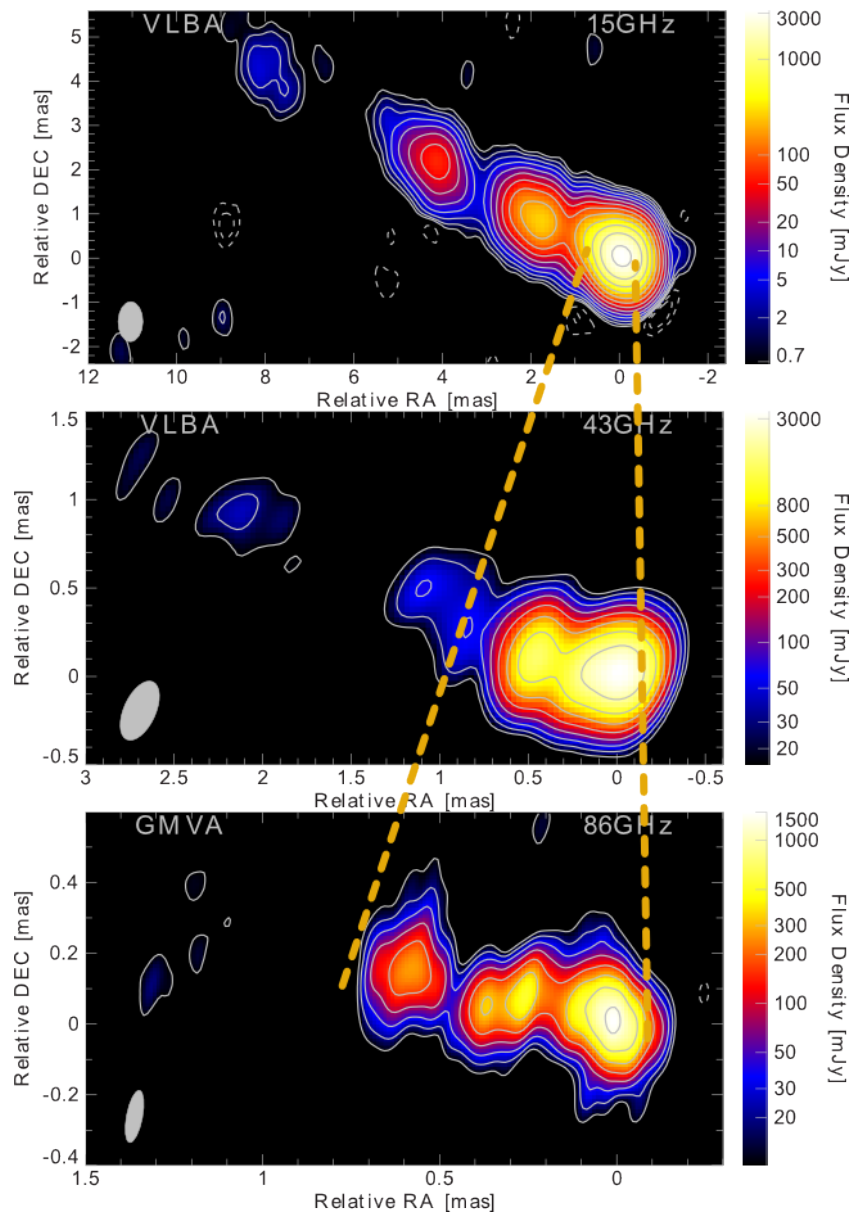 VLBA 15GHz
5
4
3
2
1
0
-1
-2
Relative DEC [mas]
12 10 8 6 4 2 0 -2
Relative RA [mas]
3000
1000
100
50
20
10
5
2
0.7
Flux Density [mJy]
VLBA 43GHz
1.5
1
0.5
0
-0.5
Relative DEC [mas]
3 2 1.5 1 0.5 0 -0.5
Relative RA [mas]
3000
800
500
300
100
50
30
20
Flux Density [mJy]
GMVA 86GHz
0.4
0.2
0
-0.2
-0.4
Relative DEC [mas]
1.5 1 0.5 0
Relative RA [mas]
1500
1000
500
300
100
50
30
20
Flux Density [mJy]